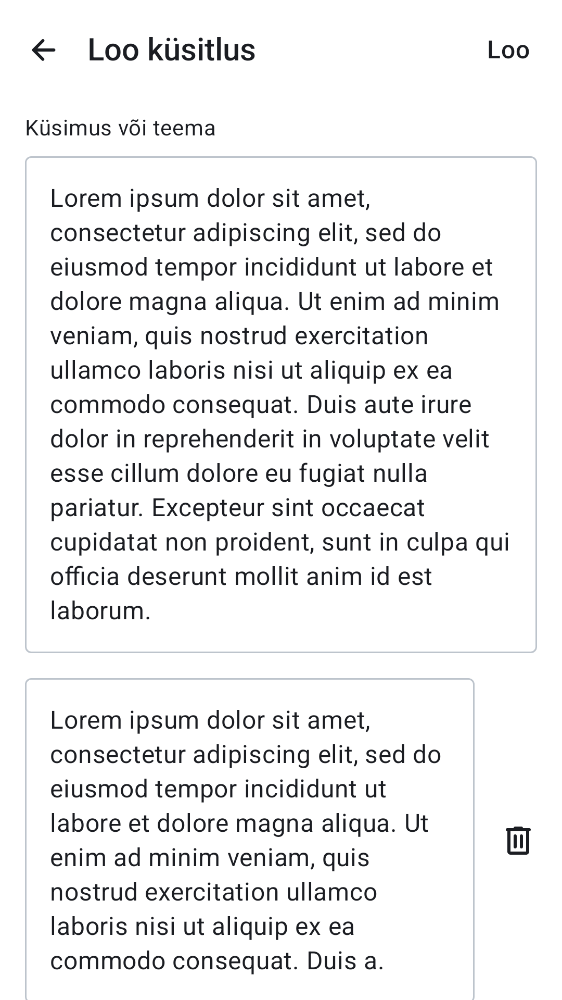 Loo küsitlus
Loo
Küsimus või teema
Lorem ipsum dolor sit amet,
consectetur adipiscing elit, sed do
eiusmod tempor incididunt ut labore et
dolore magna aliqua. Ut enim ad minim
veniam, quis nostrud exercitation
ullamco laboris nisi ut aliquip ex ea
commodo consequat. Duis aute irure
dolor in reprehenderit in voluptate velit
esse cillum dolore eu fugiat nulla
pariatur. Excepteur sint occaecat
cupidatat non proident, sunt in culpa qui
officia deserunt mollit anim id est
laborum.
Lorem ipsum dolor sit amet,
consectetur adipiscing elit, sed do
eiusmod tempor incididunt ut
labore et dolore magna aliqua. Ut
enim ad minim veniam, quis
nostrud exercitation ullamco
laboris nisi ut aliquip ex ea
commodo consequat. Duis a.